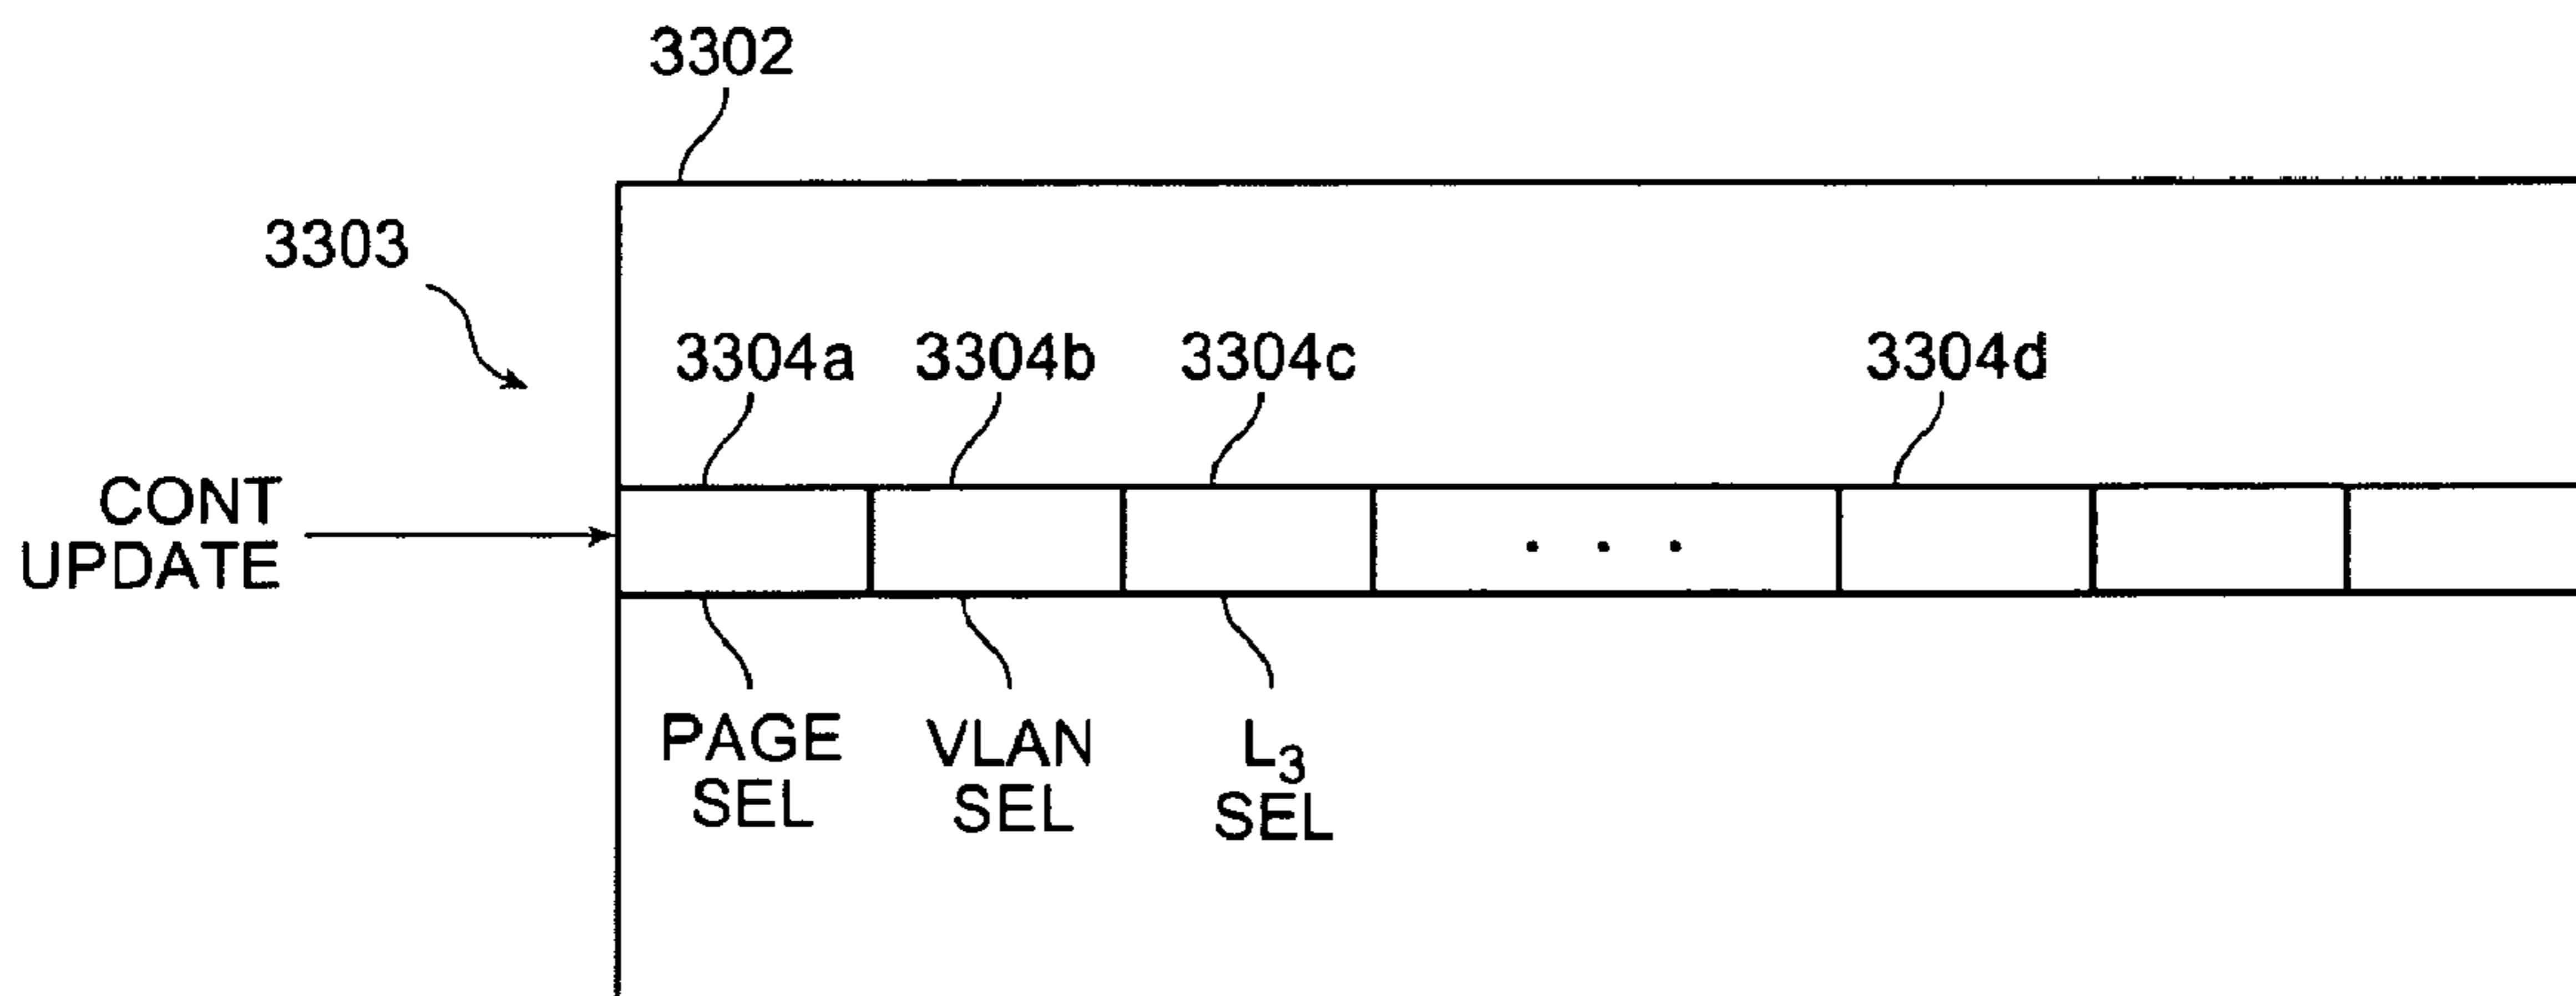 3302
3303
3304a 3304b 3304c 3304d
CONT
UPDATE
. . .
PAGE
SEL
VLAN
SEL
L3
SEL